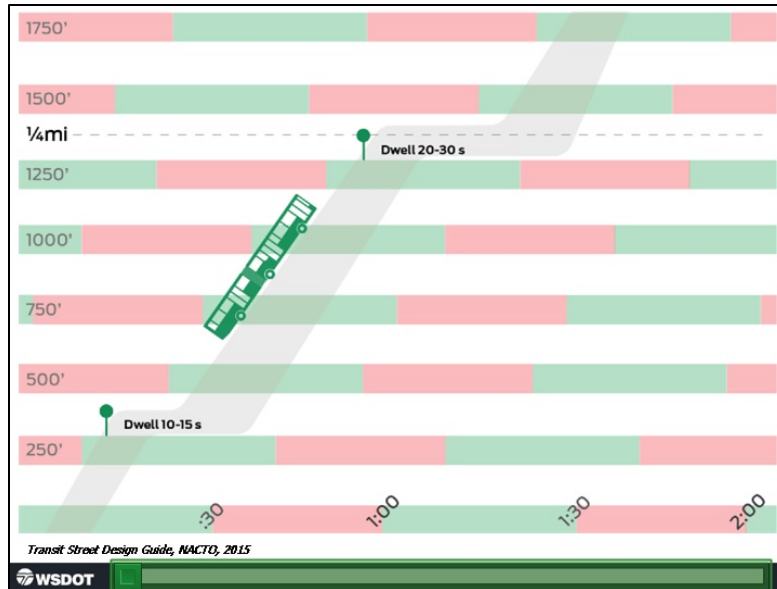 1750'
1500'
¼mi
Dwell 20-30 s
1250'
1000'
750'
500'
Dwell 10-15 s
250'
:30
1:00
1:30
2:00
Transit Street Design Guide, NACTO, 2015
WSDOT